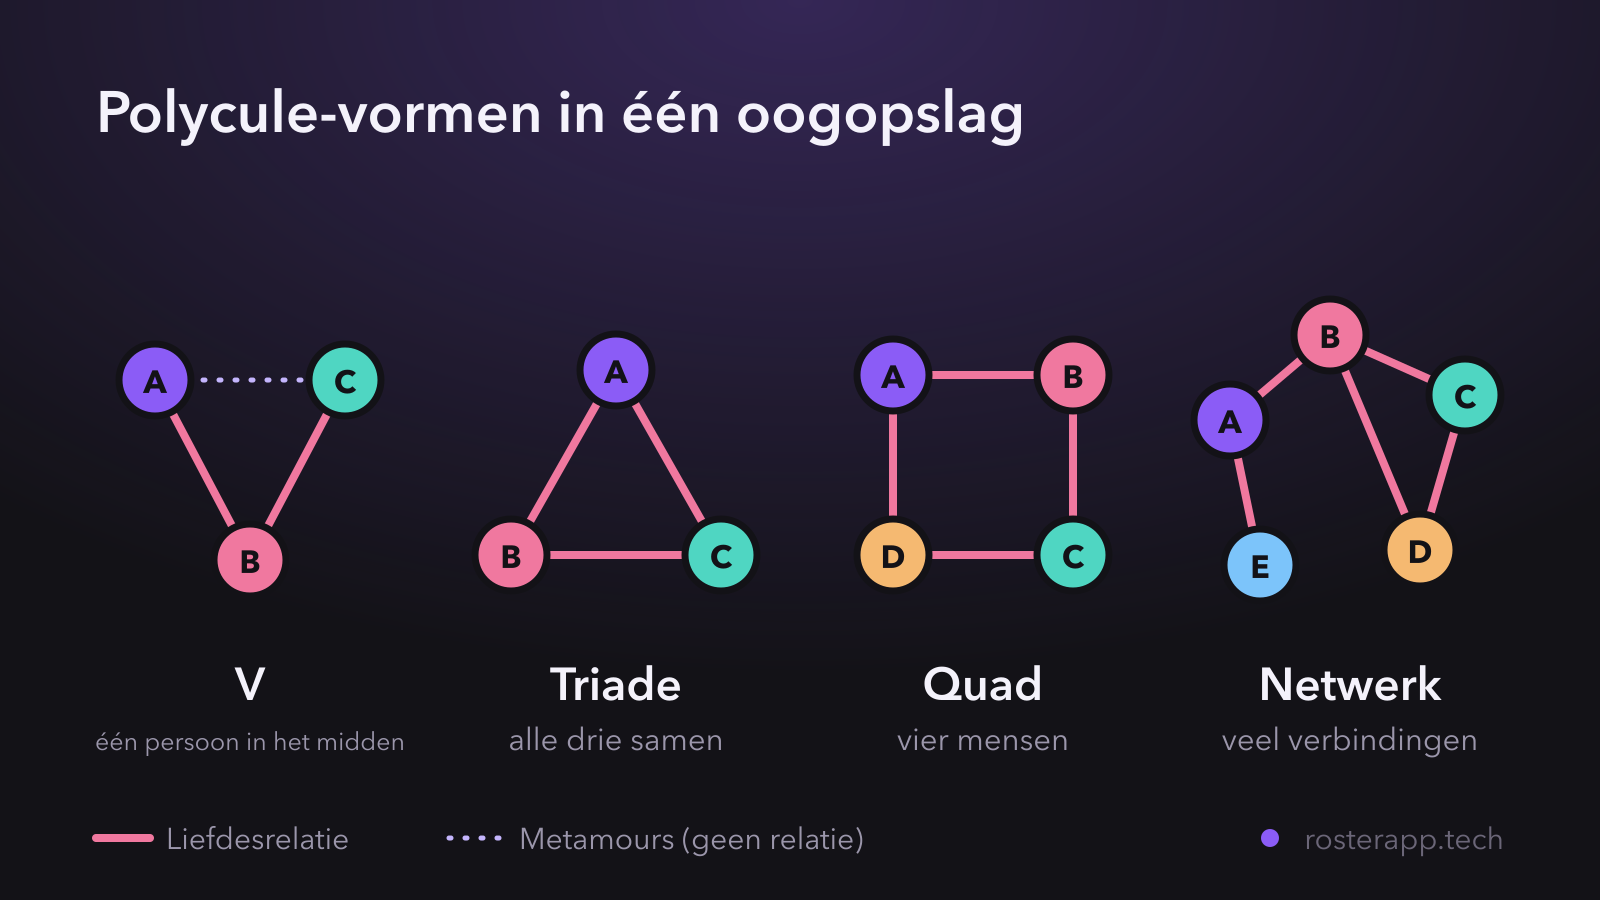 Polycule-vormen in één oogopslag
A
C
B
A
B
C
A
B
D
C
B
A
C
E
D
V
één persoon in het midden
Triade
alle drie samen
Quad
vier mensen
Netwerk
veel verbindingen
Liefdesrelatie
Metamours (geen relatie)
rosterapp.tech